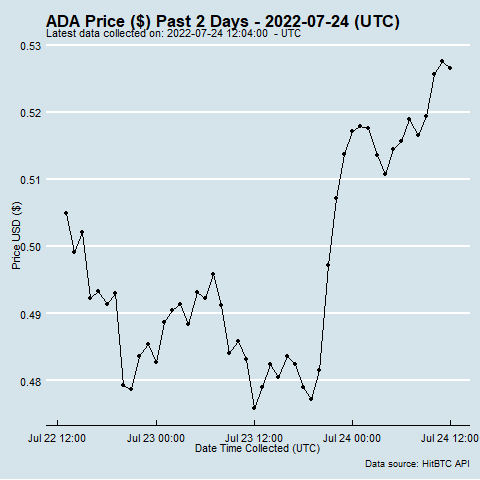 ADA Price ($) Past 2 Days - 2022-07-24 (UTC)
Latest data collected on: 2022-07-24 12:04:00  - UTC
0.53
0.52
0.51
0.50
0.49
0.48
Price USD ($)
Jul 22 12:00 Jul 23 00:00 Jul 23 12:00 Jul 24 00:00 Jul 24 12:00
Date Time Collected (UTC)
Data source: HitBTC API